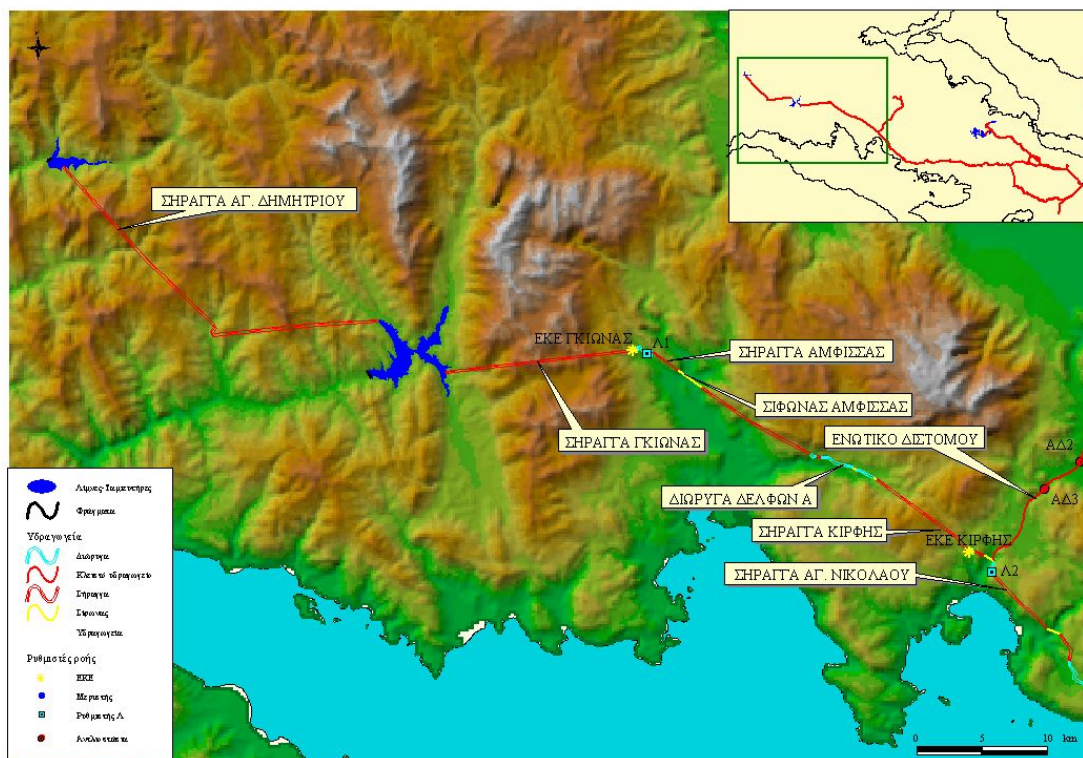 ΣΗΡΑΓΓΑ ΑΓ. ΔΗΜΗΤΡΙΟΥ
ΕΚΕ ΓΚΙΩΝΑΣ
Λ1
ΣΗΡΑΓΓΑ ΑΜΦΙΣΣΑΣ
ΣΙΦΩΝΑΣ ΑΜΦΙΣΣΑΣ
ΣΗΡΑΓΓΑ ΓΚΙΩΝΑΣ
ΕΝΩΤΙΚΟ ΔΙΣΤΟΜΟΥ
ΑΔ2
ΑΔ3
ΔΙΩΡΥΓΑ ΔΕΛΦΩΝ Α
ΣΗΡΑΓΓΑ ΚΙΡΦΗΣ
ΕΚΕ ΚΙΡΦΗΣ
Λ2
ΣΗΡΑΓΓΑ ΑΓ. ΝΙΚΟΛΑΟΥ
Λίμνες-Ταμιευτήρες
Φράγματα
Υδραγωγεία
Διώρυγα
Κλειστό υδραγωγείο
Σήραγγα
Σίφωνας
Υδραγωγεία
Ρυθμιστές ροής
ΕΚΕ
Μεριστής
Ρυθμιστής Λ
Αντλιοστάσια
0 5 10 km